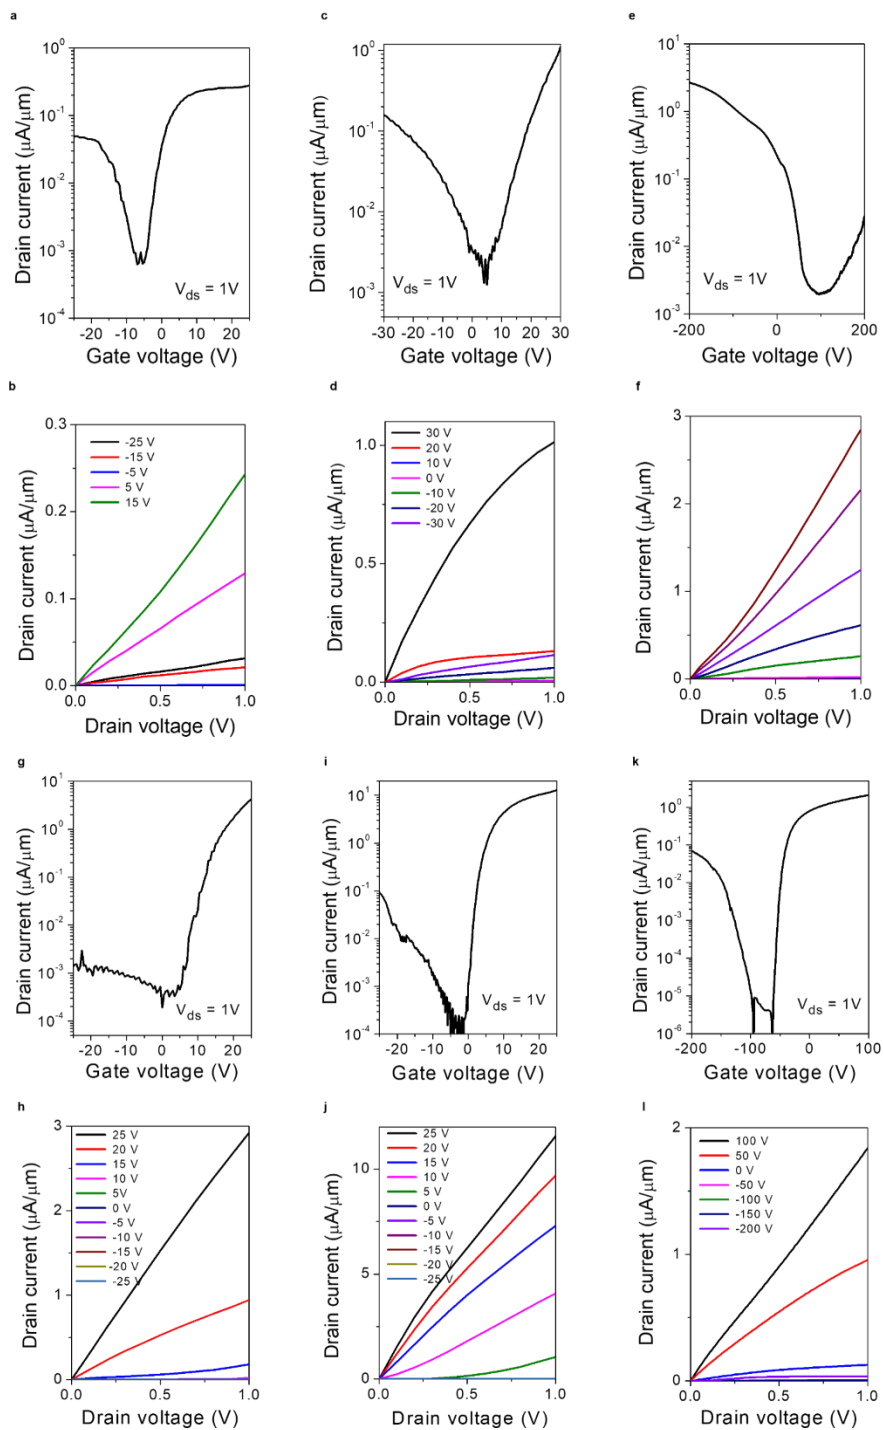 a
10^0
10^-1
10^-2
10^-3
10^-4
-20 -10 0 10 20
Drain current (μA/μm)
Gate voltage (V)
V_ds = 1V
c
10^0
10^-1
10^-2
10^-3
-30 -20 -10 0 10 20 30
Drain current (μA/μm)
Gate voltage (V)
V_ds = 1V
e
10^1
10^0
10^-1
10^-2
10^-3
-200 0 200
Drain current (μA/μm)
Gate voltage (V)
V_ds = 1V
b
0.3
0.2
0.1
0.0
0.0 0.5 1.0
Drain current (μA/μm)
Drain voltage (V)
-25 V
-15 V
-5 V
5 V
15 V
d
1.0
0.5
0.0
0.0 0.5 1.0
Drain current (μA/μm)
Drain voltage (V)
30 V
20 V
10 V
0 V
-10 V
-20 V
-30 V
f
3
2
1
0
0.0 0.5 1.0
Drain current (μA/μm)
Drain voltage (V)
g
10^1
10^0
10^-1
10^-2
10^-3
10^-4
-20 -10 0 10 20
Drain current (μA/μm)
Gate voltage (V)
V_ds = 1V
i
10^1
10^0
10^-1
10^-2
10^-3
10^-4
-20 -10 0 10 20
Drain current (μA/μm)
Gate voltage (V)
V_ds = 1V
k
10^0
10^-1
10^-2
10^-3
10^-4
10^-5
10^-6
-200 -100 0 100
Drain current (μA/μm)
Gate voltage (V)
V_ds = 1V
h
3
2
1
0
0.0 0.5 1.0
Drain current (μA/μm)
Drain voltage (V)
25 V
20 V
15 V
10 V
5V
0 V
-5 V
-10 V
-15 V
-20 V
-25 V
j
10
5
0
0.0 0.5 1.0
Drain current (μA/μm)
Drain voltage (V)
25 V
20 V
15 V
10 V
5 V
0 V
-5 V
-10 V
-15 V
-20 V
-25 V
l
2
1
0
0.0 0.5 1.0
Drain current (μA/μm)
Drain voltage (V)
100 V
50 V
0 V
-50 V
-100 V
-150 V
-200 V